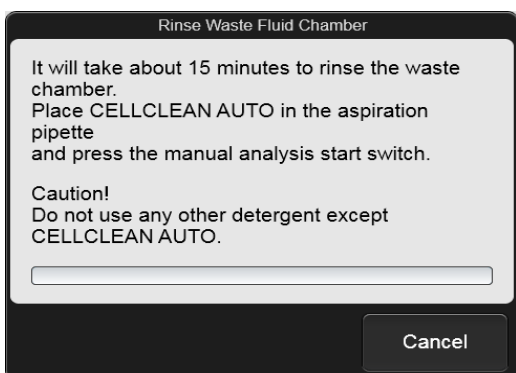 Rinse Waste Fluid Chamber
It will take about 15 minutes to rinse the waste
chamber.
Place CELLCLEAN AUTO in the aspiration
pipette
and press the manual analysis start switch.
Caution!
Do not use any other detergent except
CELLCLEAN AUTO.
Cancel